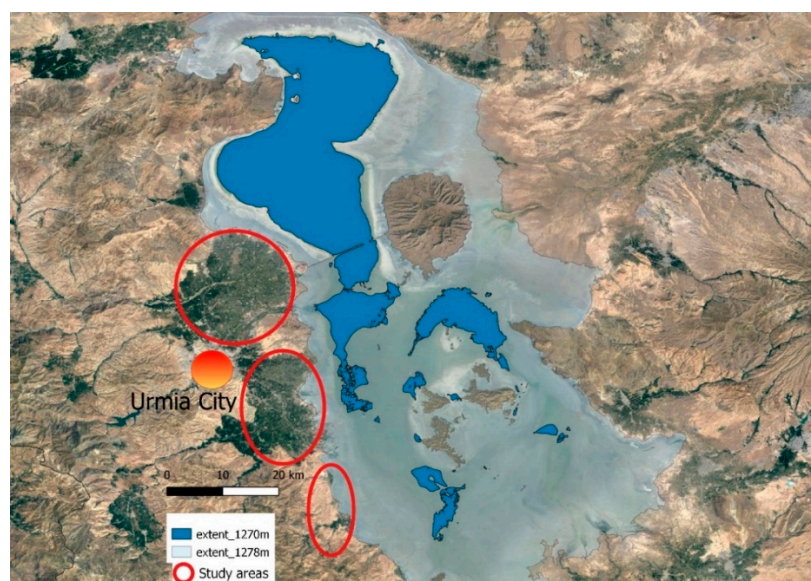 Urmia City
0 10 20 km
extent_1270m
extent_1278m
Study areas